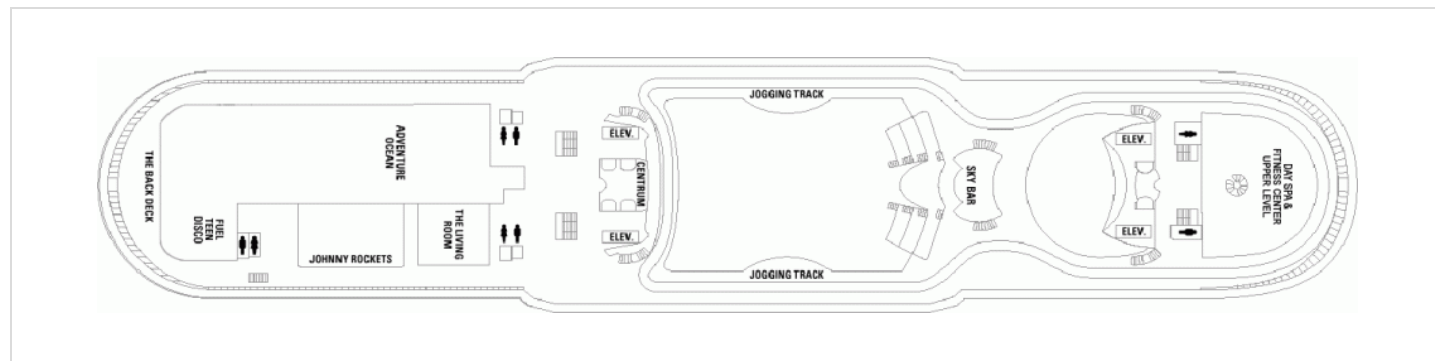 THE BACK DECK
ADVENTURE
OCEAN
FUEL
TEEN
DISCO
JOHNNY ROCKETS
THE LIVING
ROOM
ELEV.
CENTRUM
ELEV.
JOGGING TRACK
JOGGING TRACK
SKY BAR
ELEV.
ELEV.
DAY SPA &
FITNESS CENTER
UPPER LEVEL